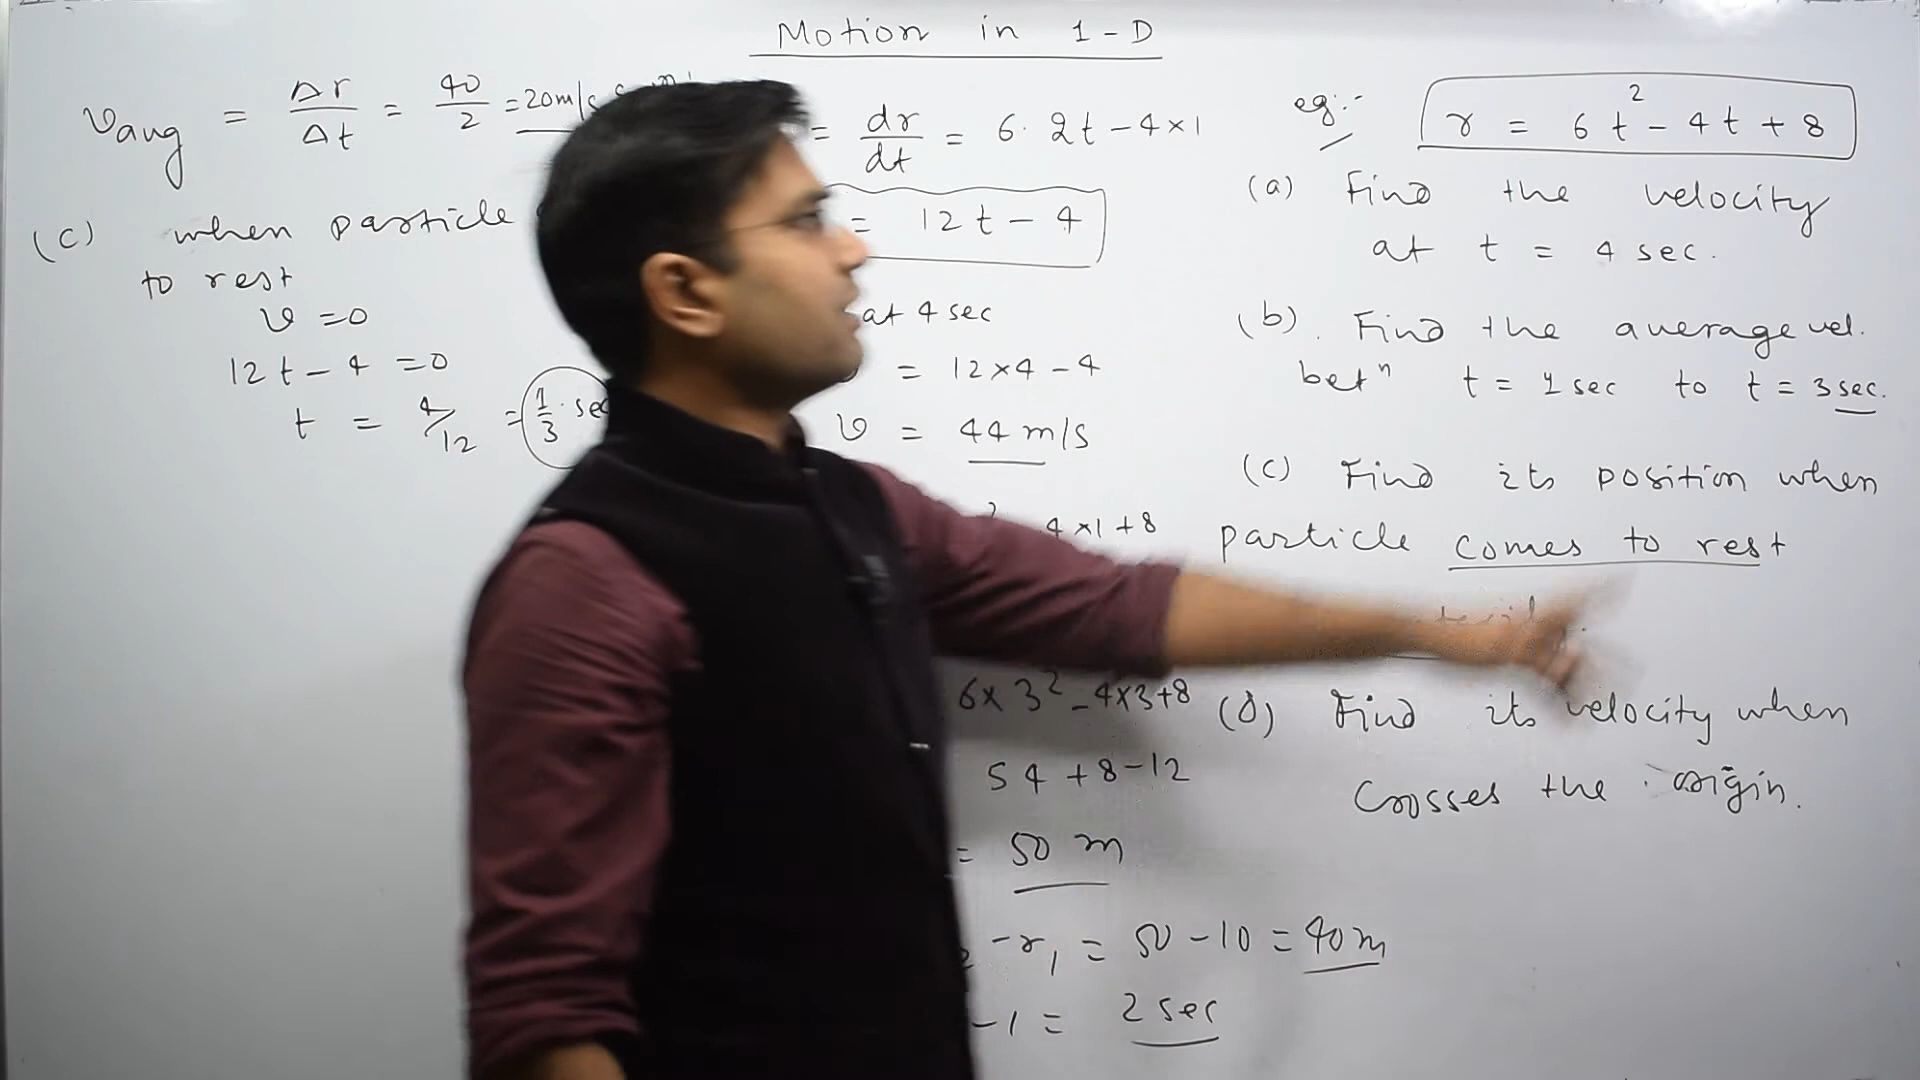 Motion in 1-D
Vavg = Δr/Δt = 40/2 = 20m/s
(c) when particle
to rest
v = 0
12t - 4 = 0
t = 4/12 = 1/3 sec
= dr/dt = 6·2t - 4×1
= 12t - 4
at 4 sec
= 12×4 - 4
v = 44 m/s
4×1+8
6×3² - 4×3+8
54 + 8 - 12
= 50 m
- r₁ = 50 - 10 = 40m
-1 = 2 sec
eg:- r = 6t² - 4t + 8
(a) Find the velocity
at t = 4 sec.
(b). Find the average vel.
betⁿ t = 1 sec to t = 3 sec.
(c) Find its position when
particle comes to rest
(d) Find its velocity when
crosses the origin.